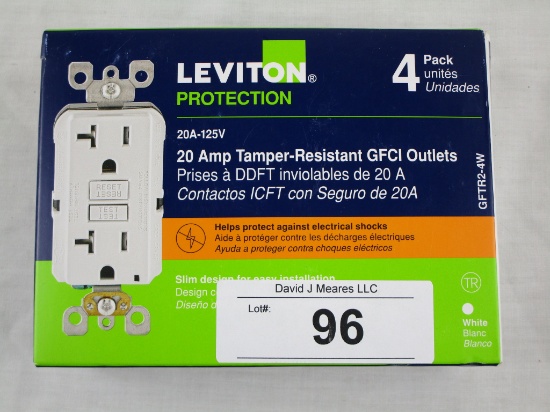 LEVITON®
PROTECTION
4 Pack
unités
Unidades
20A-125V
20 Amp Tamper-Resistant GFCI Outlets
Prises à DDFT inviolables de 20 A
Contactos ICFT con Seguro de 20A
GFTR2-4W
RESET
RESET
TEST
TEST
Helps protect against electrical shocks
Aide à protéger contre les décharges électriques
Ayuda a proteger contra choques eléctricos
Slim design for easy installation
Design
Diseño
TR
White
Blanc
Blanco
David J Meares LLC
Lot#:
96